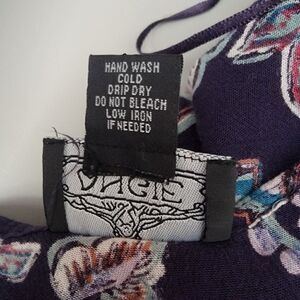 HAND WASH
COLD
DRIP DRY
DO NOT BLEACH
LOW IRON
IF NEEDED